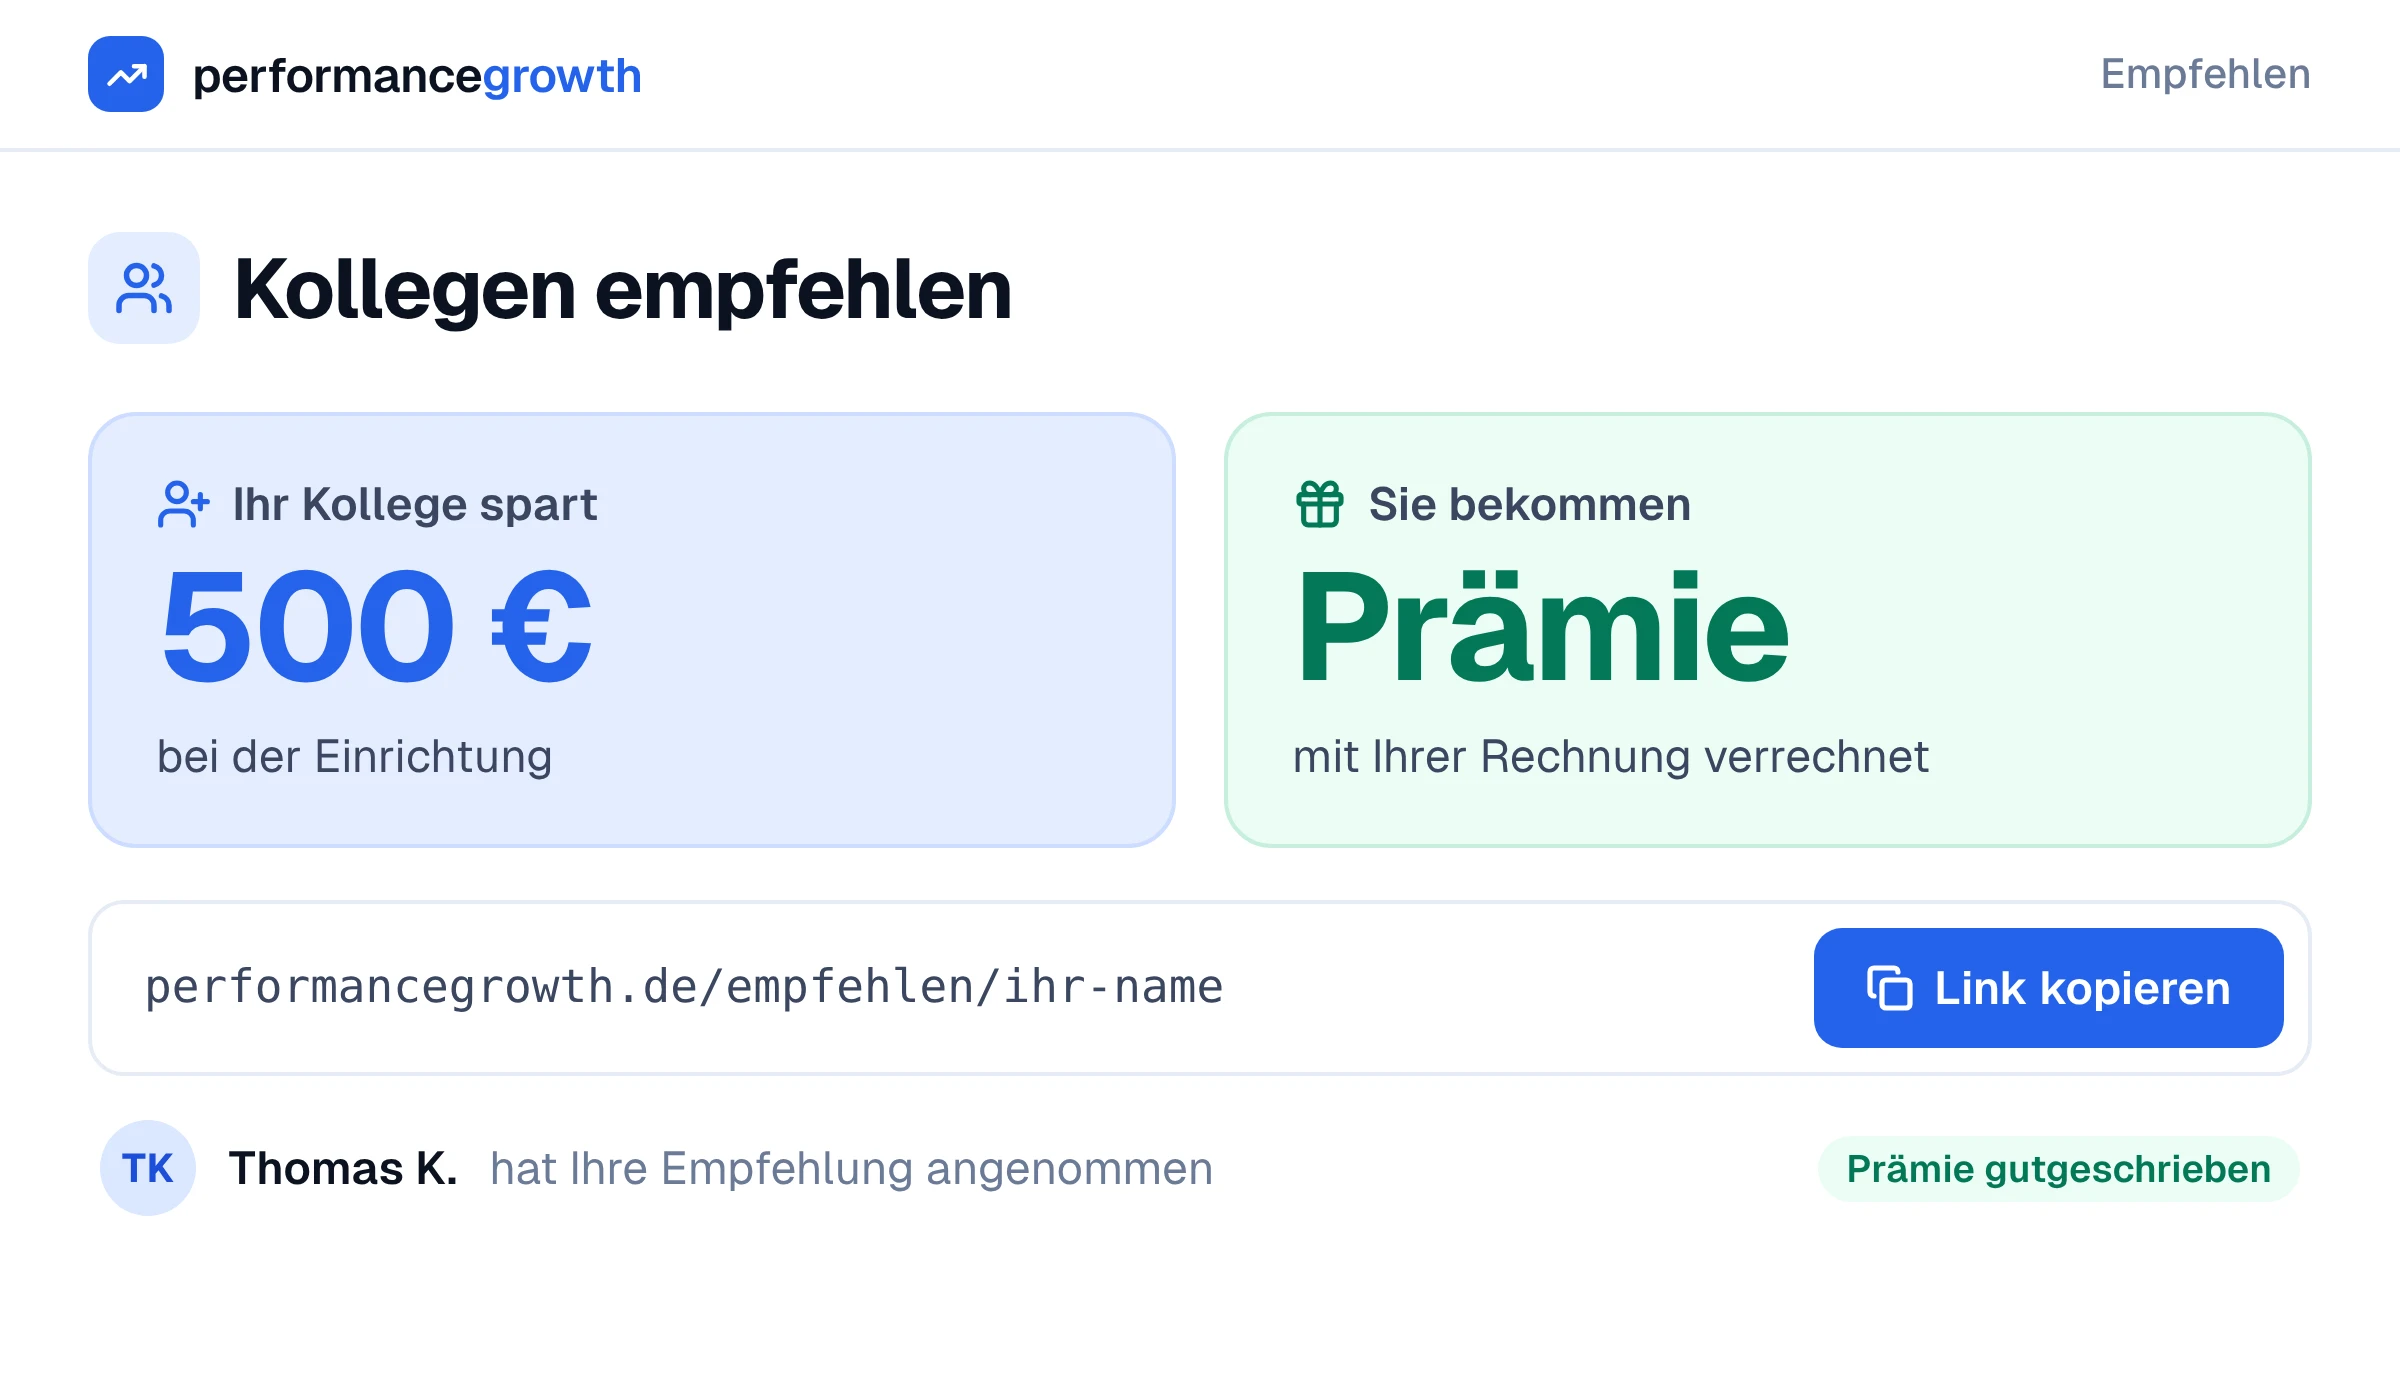 performancegrowth
Empfehlen
Kollegen empfehlen
Ihr Kollege spart
500 €
bei der Einrichtung
Sie bekommen
Prämie
mit Ihrer Rechnung verrechnet
performancegrowth.de/empfehlen/ihr-name
Link kopieren
TK
Thomas K. hat Ihre Empfehlung angenommen
Prämie gutgeschrieben